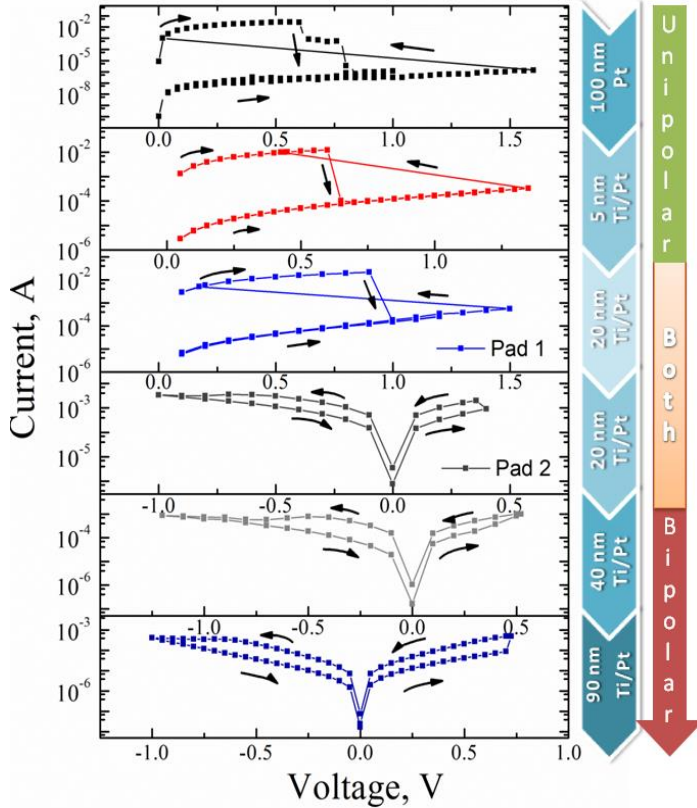 10⁻²
10⁻⁵
10⁻⁸
0.0
0.5
1.0
1.5
10⁻²
10⁻⁴
10⁻⁶
0.0
0.5
1.0
10⁻²
10⁻⁴
10⁻⁶
Pad 1
0.0
0.5
1.0
1.5
10⁻³
10⁻⁵
Pad 2
-1.0
-0.5
0.0
0.5
10⁻⁴
10⁻⁶
-1.0
-0.5
0.0
0.5
10⁻³
10⁻⁶
-1.0
-0.5
0.0
0.5
1.0
Current, A
Voltage, V
100 nm
Pt
5 nm
Ti/Pt
20 nm
Ti/Pt
20 nm
Ti/Pt
40 nm
Ti/Pt
90 nm
Ti/Pt
Unipolar
Both
Bipolar